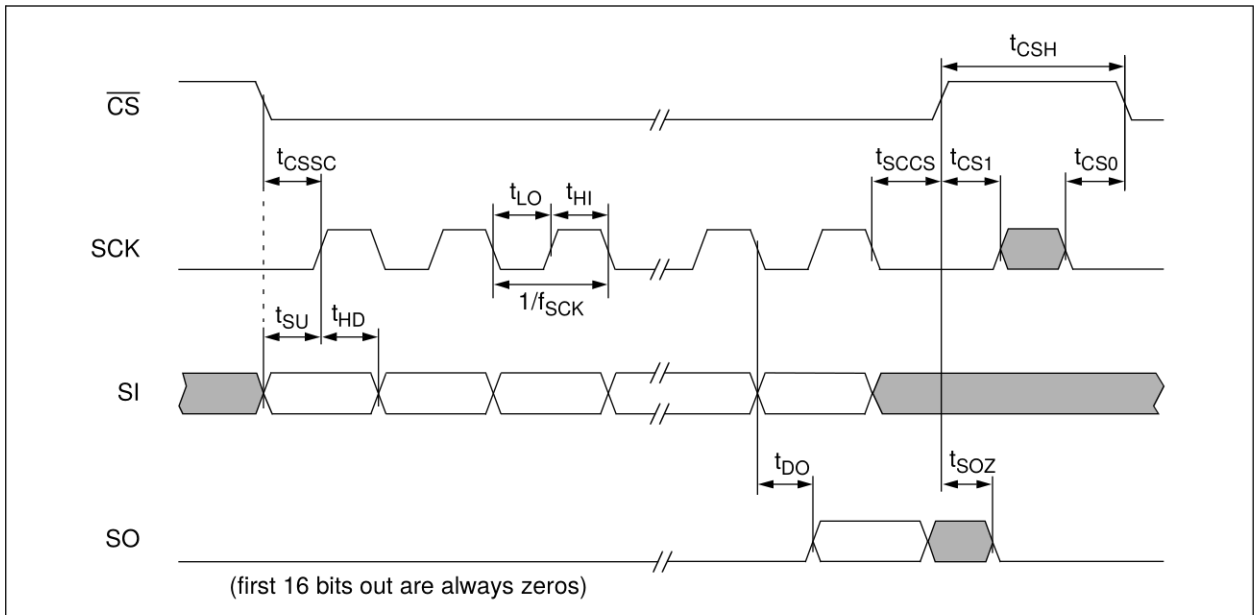 tCSH
CS
tCSSC
tSCCS
tCS1
tCS0
tLO
tHI
SCK
1/fSCK
tSU
tHD
SI
tDO
tSOZ
SO
(first 16 bits out are always zeros)